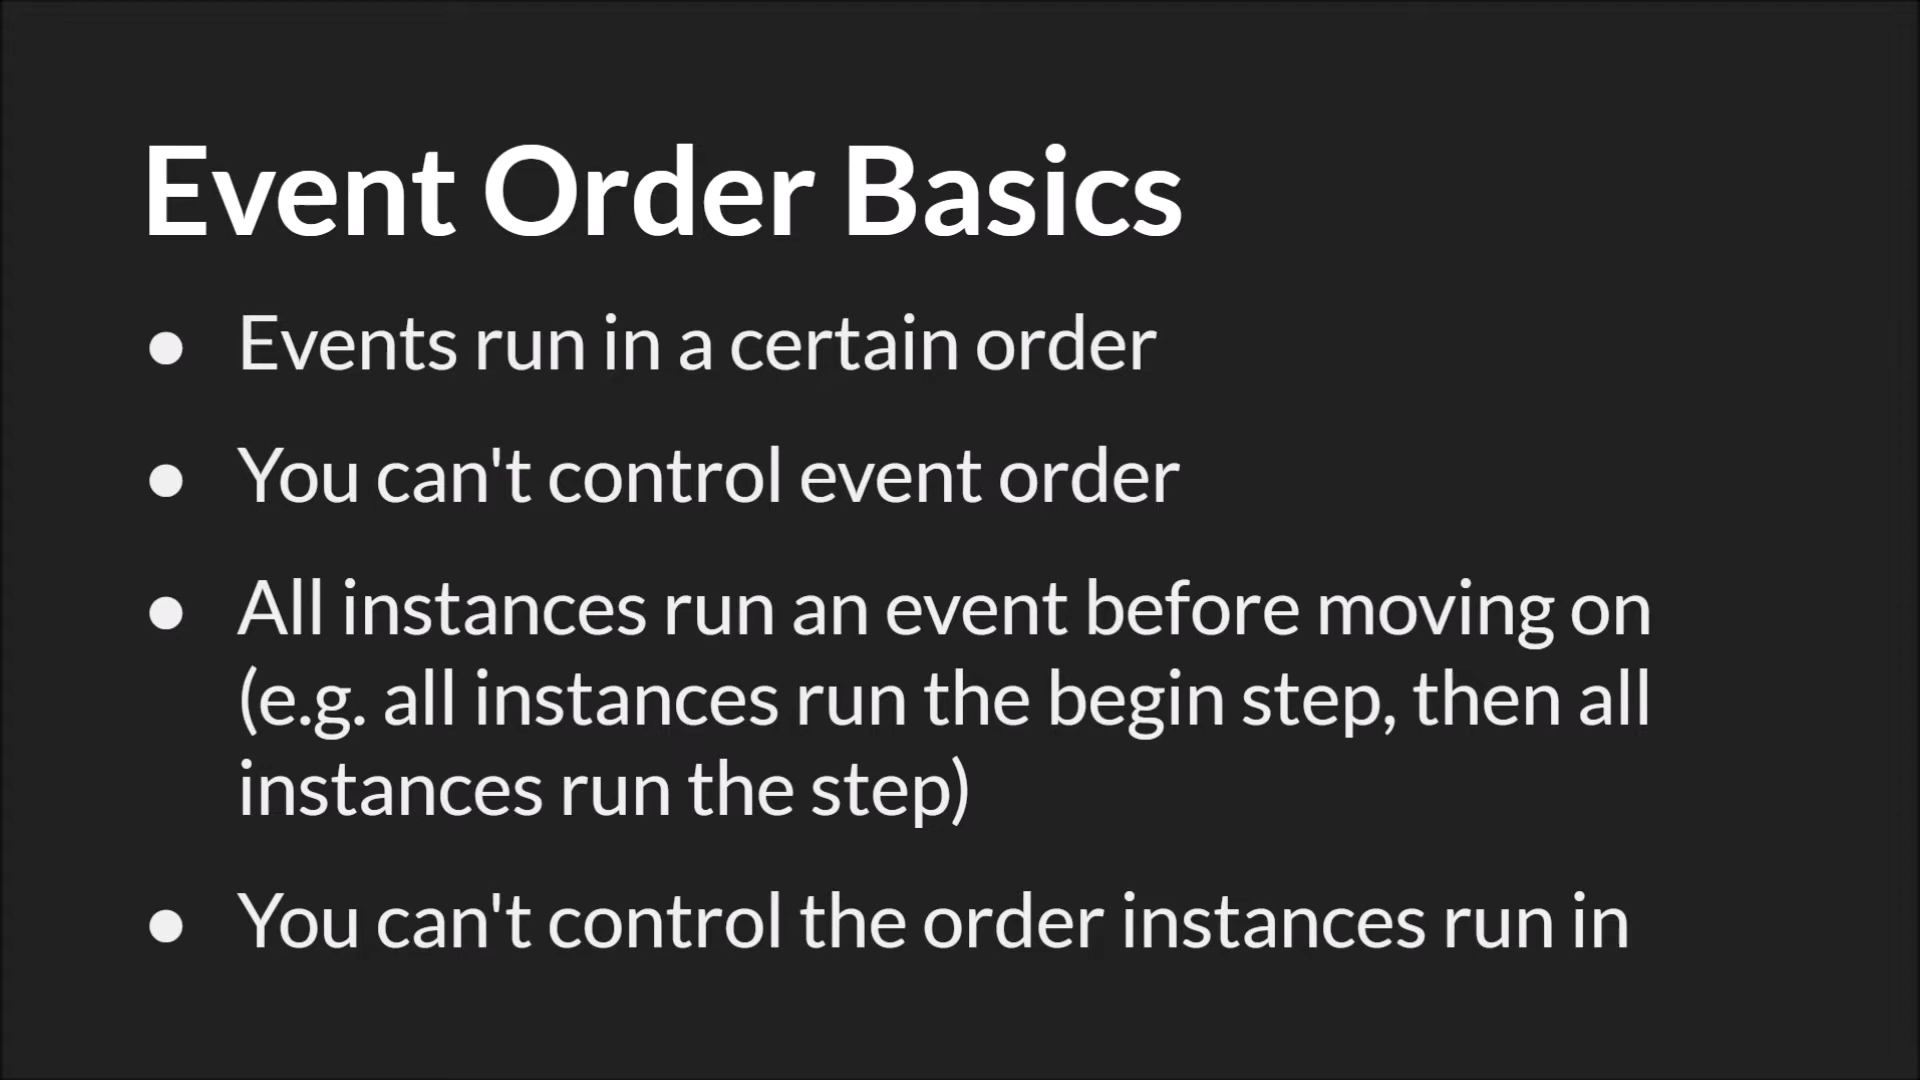 Event Order Basics
● Events run in a certain order
● You can't control event order
● All instances run an event before moving on
(e.g. all instances run the begin step, then all
instances run the step)
● You can't control the order instances run in